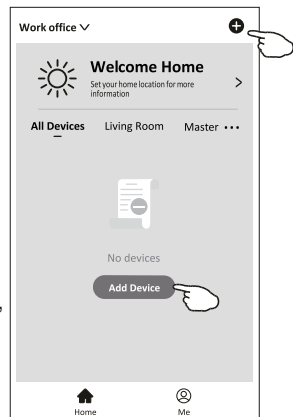 Work office
Welcome Home
Set your home location for more
information
All Devices Living Room Master •••
No devices
Add Device
Home Me
,